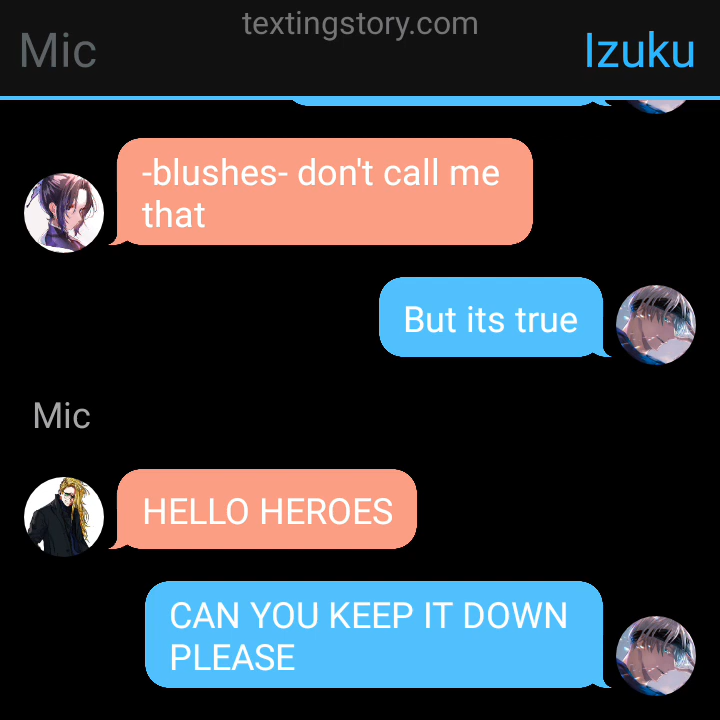 textingstory.com
Mic
Izuku
-blushes- don't call me
that
But its true
Mic
HELLO HEROES
CAN YOU KEEP IT DOWN
PLEASE